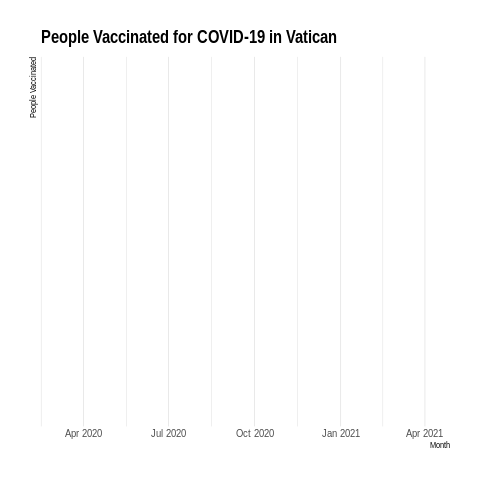 People Vaccinated for COVID-19 in Vatican
People Vaccinated
Apr 2020 Jul 2020 Oct 2020 Jan 2021 Apr 2021
Month